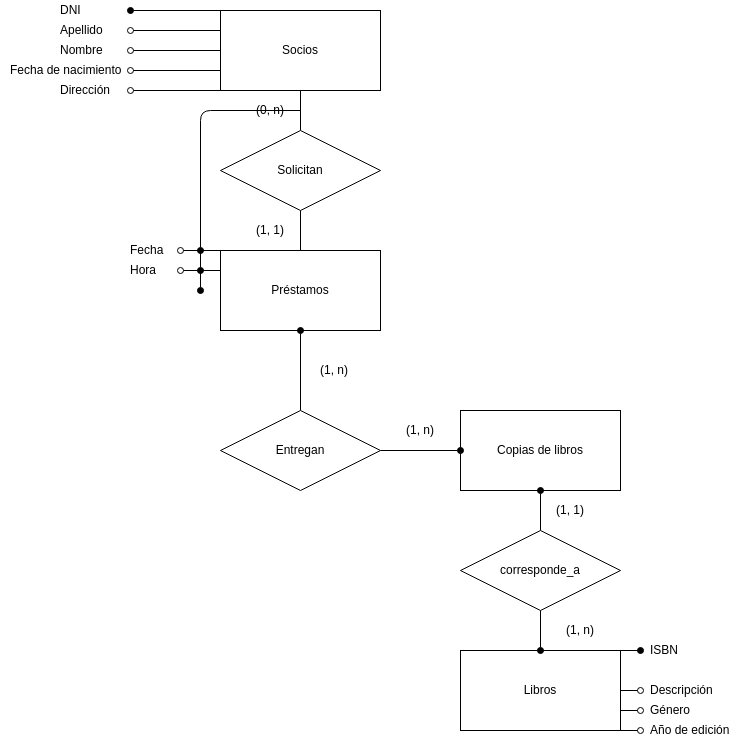 DNI
Apellido
Nombre
Fecha de nacimiento
Dirección
Socios
(0, n)
Solicitan
(1, 1)
Fecha
Hora
Préstamos
(1, n)
Entregan
(1, n)
Copias de libros
(1, 1)
corresponde_a
(1, n)
Libros
ISBN
Descripción
Género
Año de edición